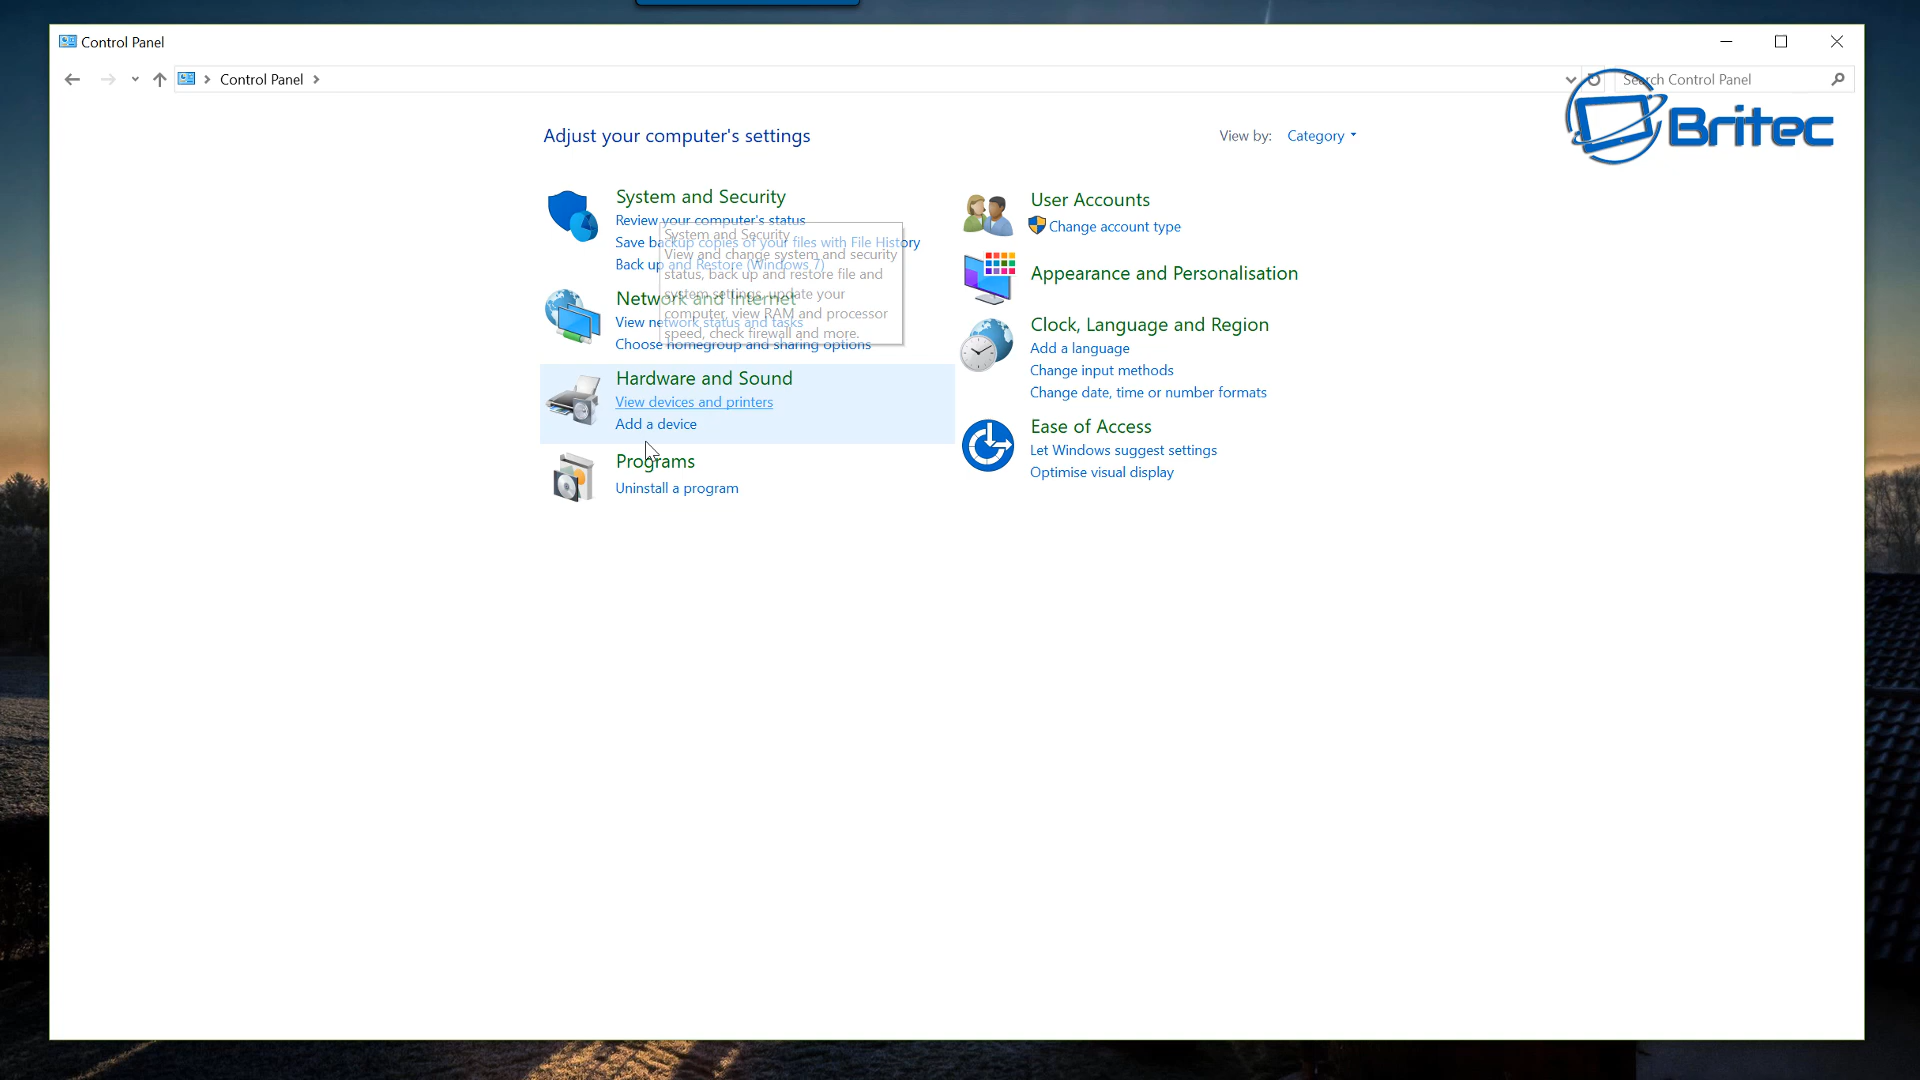 Control Panel
Control Panel
Search Control Panel
Britec
Adjust your computer's settings
View by: Category
System and Security
Review your computer's status
Save backup copies of your files with File History
Back up and Restore (Windows 7)
System and Security
View and change system and security
status, back up and restore file and
system settings, update your
computer, view RAM and processor
speed, check firewall and more.
Network and Internet
View network status and tasks
Choose homegroup and sharing options
Hardware and Sound
View devices and printers
Add a device
Programs
Uninstall a program
User Accounts
Change account type
Appearance and Personalisation
Clock, Language and Region
Add a language
Change input methods
Change date, time or number formats
Ease of Access
Let Windows suggest settings
Optimise visual display